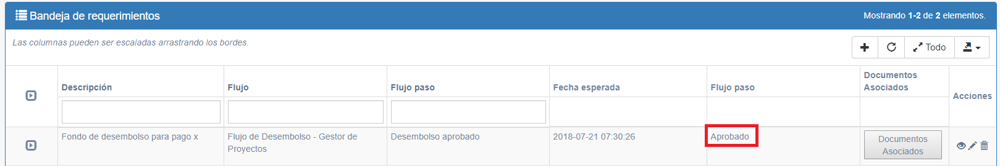 Bandeja de requerimientos
Mostrando 1-2 de 2 elementos.
Las columnas pueden ser escaladas arrastrando los bordes.
Todo
Descripción
Flujo
Flujo paso
Fecha esperada
Flujo paso
Documentos
Asociados
Acciones
Fondo de desembolso para pago x
Flujo de Desembolso - Gestor de
Proyectos
Desembolso aprobado
2018-07-21 07:30:26
Aprobado
Documentos
Asociados